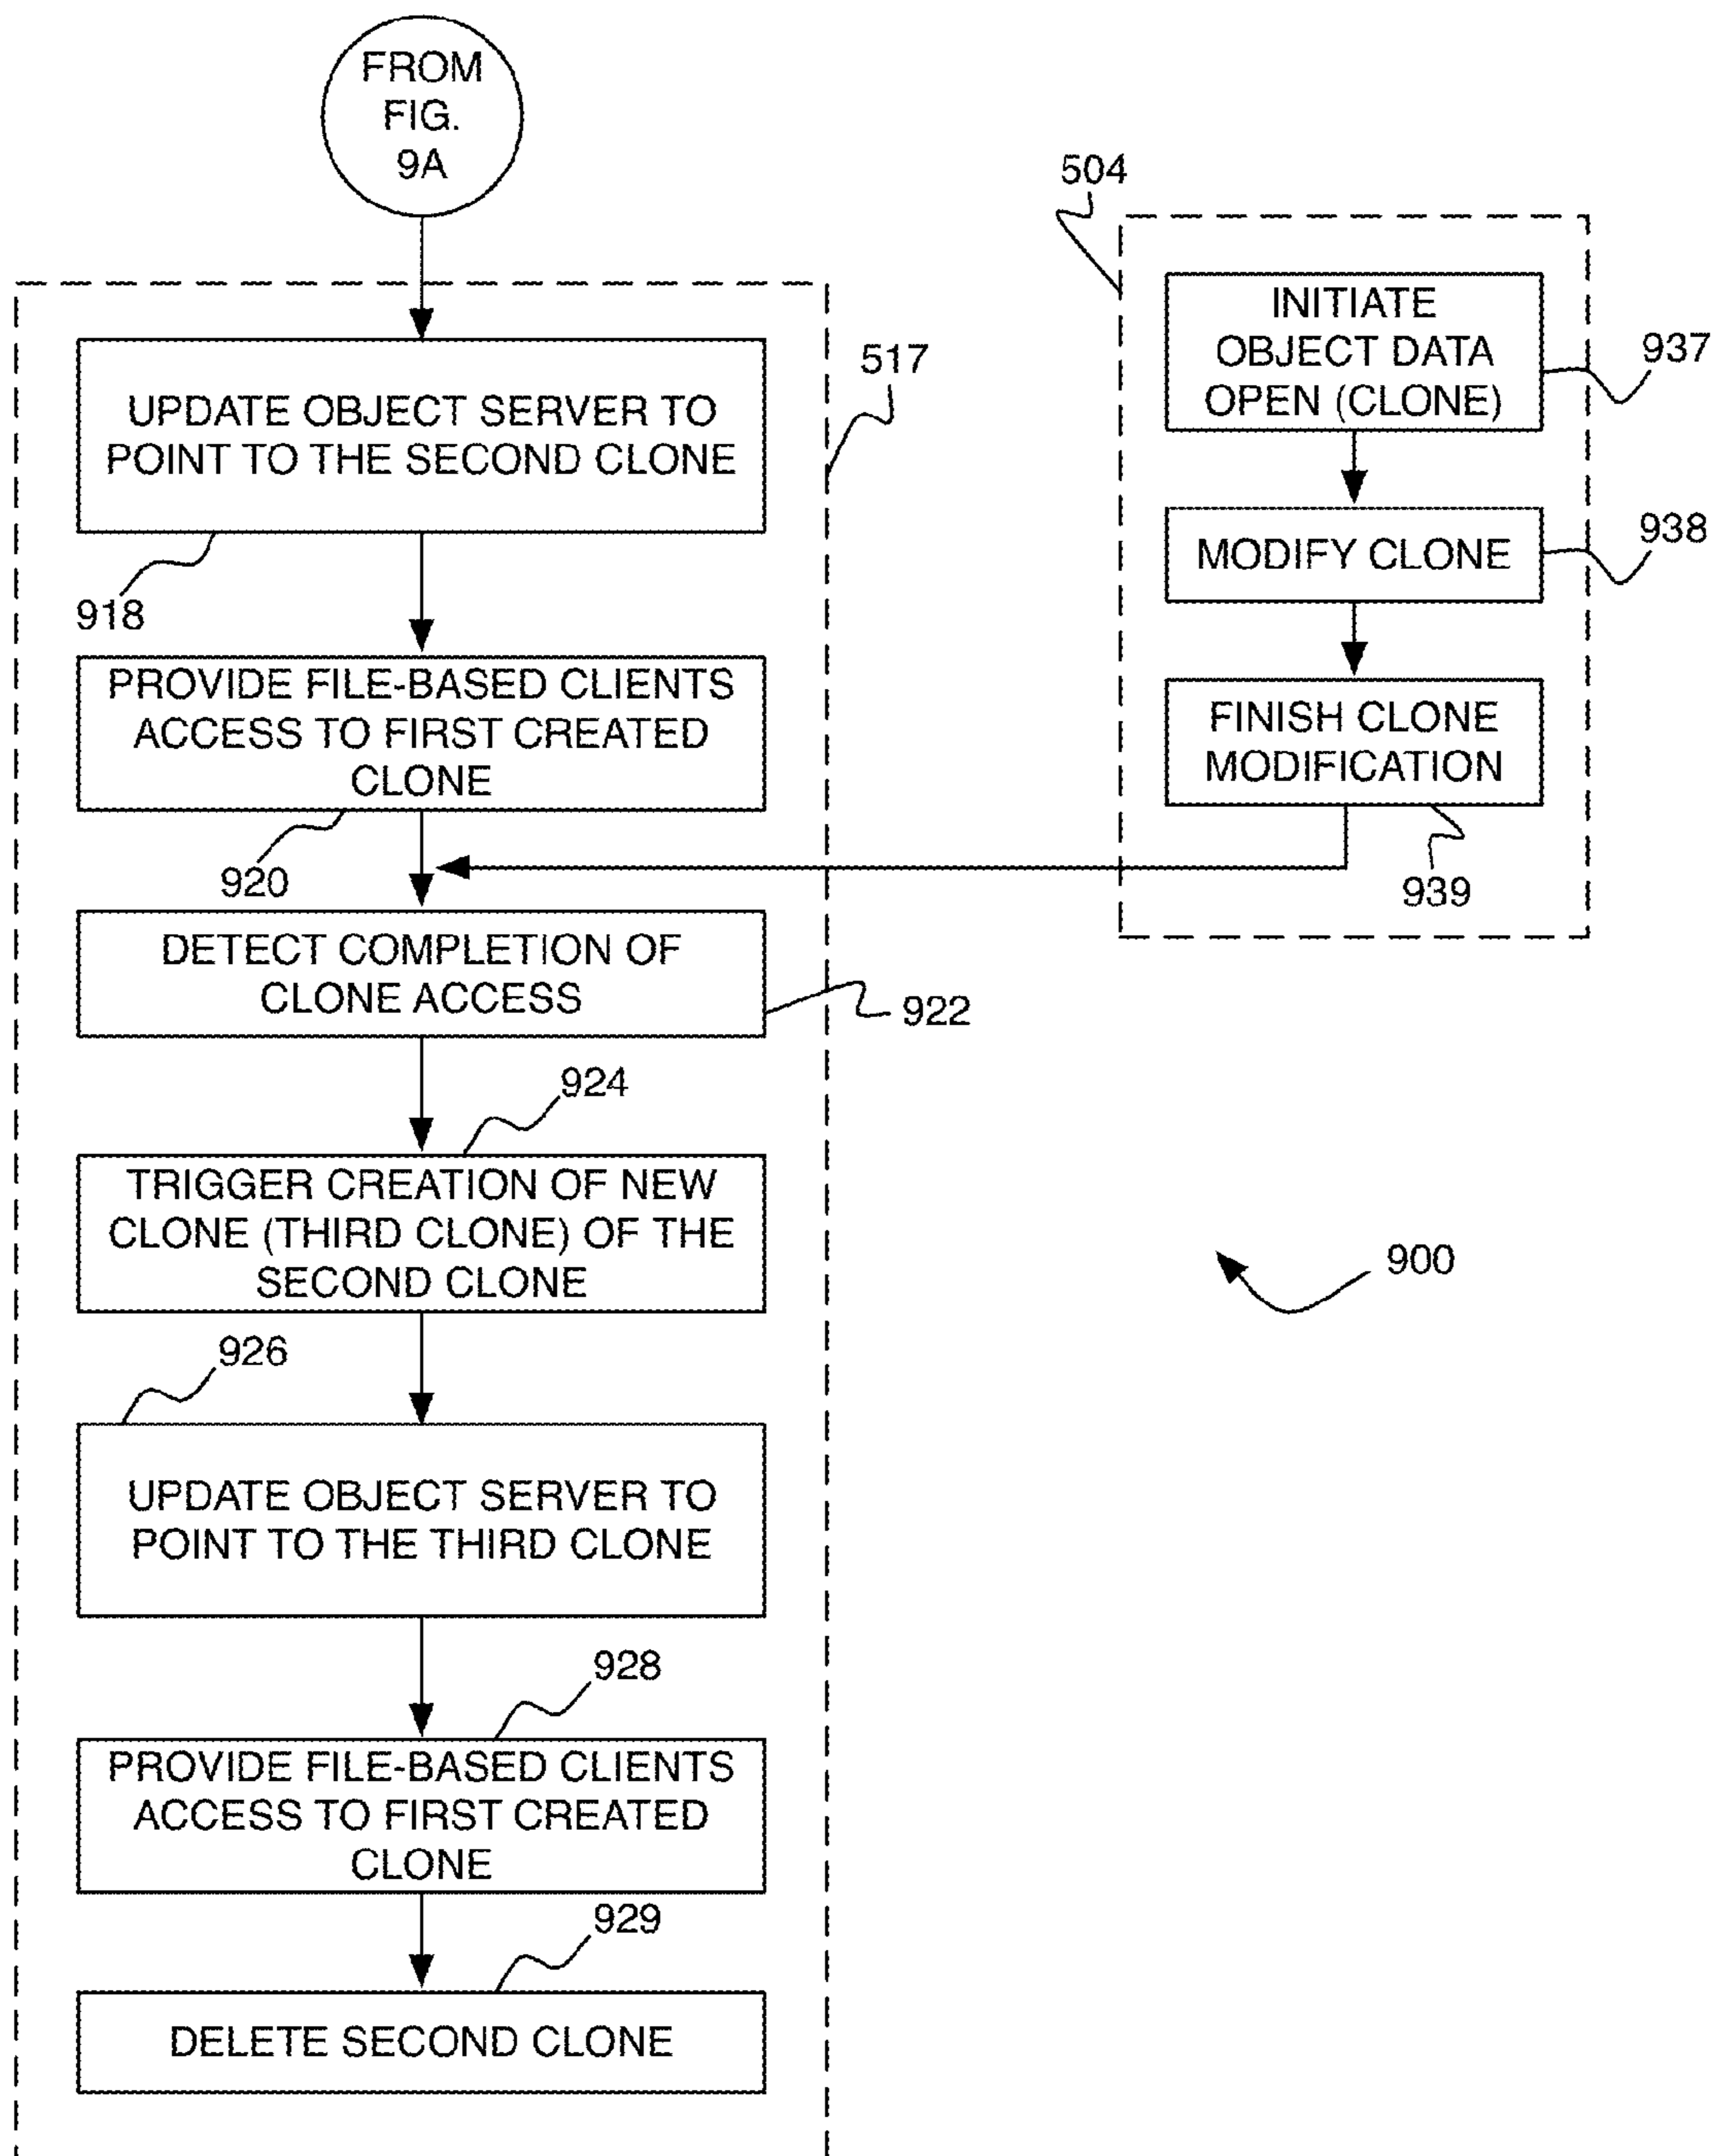 FROM
FIG.
9A
517
UPDATE OBJECT SERVER TO
POINT TO THE SECOND CLONE
918
PROVIDE FILE-BASED CLIENTS
ACCESS TO FIRST CREATED
CLONE
920
DETECT COMPLETION OF
CLONE ACCESS
922
924
TRIGGER CREATION OF NEW
CLONE (THIRD CLONE) OF THE
SECOND CLONE
926
UPDATE OBJECT SERVER TO
POINT TO THE THIRD CLONE
928
PROVIDE FILE-BASED CLIENTS
ACCESS TO FIRST CREATED
CLONE
929
DELETE SECOND CLONE
504
INITIATE
OBJECT DATA
OPEN (CLONE)
937
MODIFY CLONE
938
FINISH CLONE
MODIFICATION
939
900